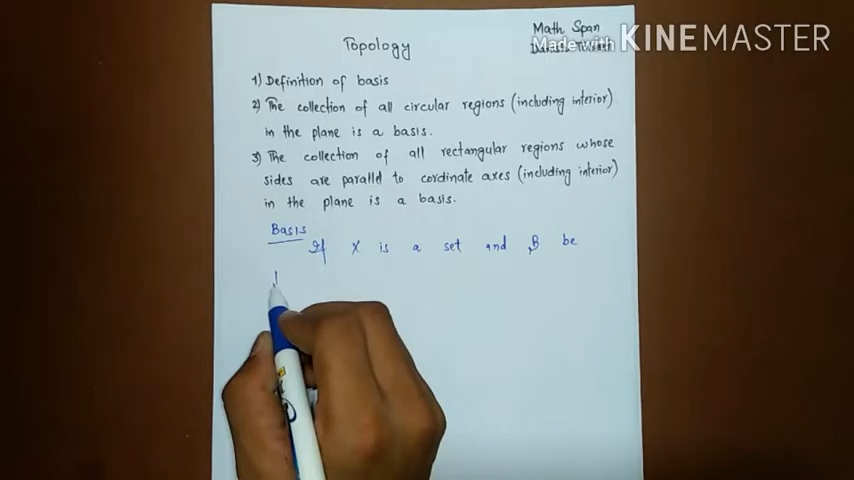 Topology
Math Span
Made with KINEMASTER
1) Definition of basis
2) The collection of all circular regions (including interior)
in the plane is a basis.
3) The collection of all rectangular regions whose
sides are parallel to cordinate axes (including interior)
in the plane is a basis.
Basis
If X is a set and B be